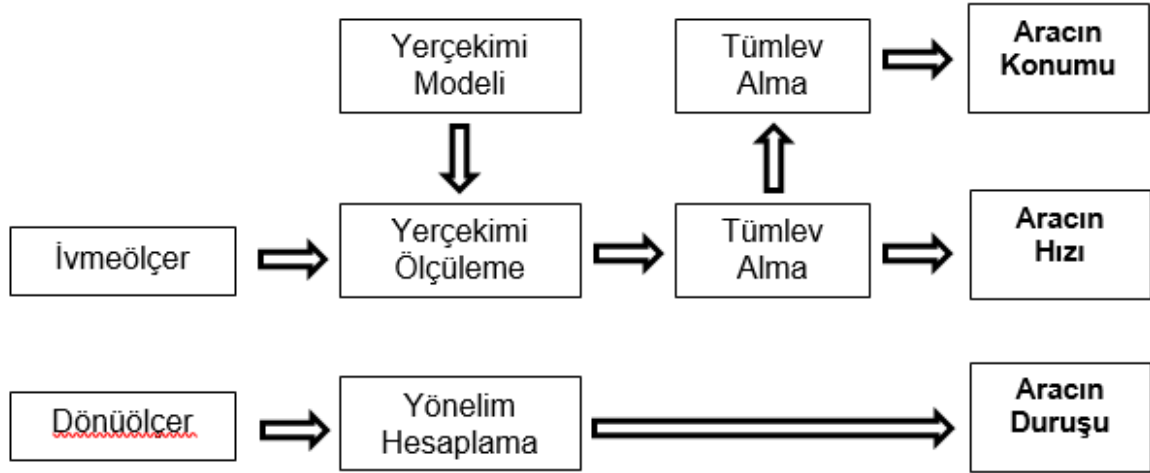 Yerçekimi
Modeli
Tümlev
Alma
Aracın
Konumu
İvmeölçer
Yerçekimi
Ölçüleme
Tümlev
Alma
Aracın
Hızı
Dönüölçer
Yönelim
Hesaplama
Aracın
Duruşu